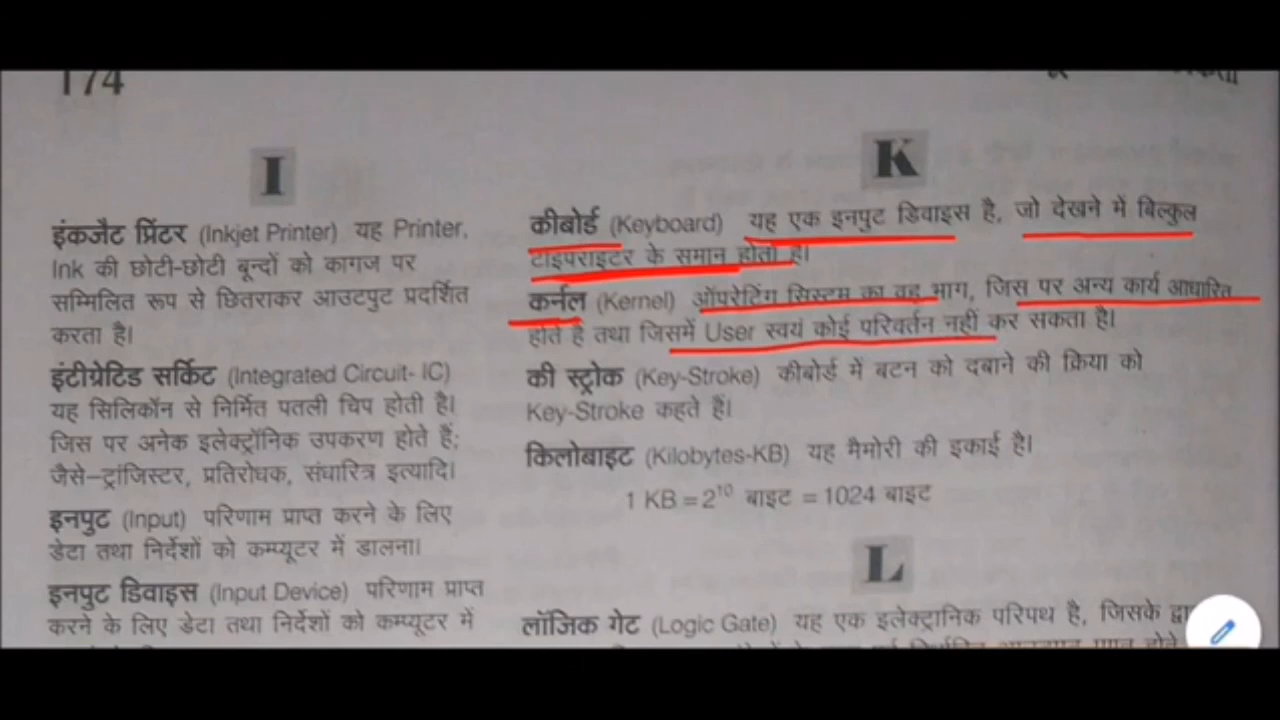 174
I
इंकजैट प्रिंटर (Inkjet Printer) यह Printer,
Ink की छोटी-छोटी बून्दों को कागज पर
सम्मिलित रूप से छितराकर आउटपुट प्रदर्शित
करता है।
इंटीग्रेटिड सर्किट (Integrated Circuit- IC)
यह सिलिकॉन से निर्मित पतली चिप होती है।
जिस पर अनेक इलेक्ट्रॉनिक उपकरण होते हैं;
जैसे–ट्रांजिस्टर, प्रतिरोधक, संधारित्र इत्यादि।
इनपुट (Input) परिणाम प्राप्त करने के लिए
डेटा तथा निर्देशों को कम्प्यूटर में डालना।
इनपुट डिवाइस (Input Device) परिणाम प्राप्त
करने के लिए डेटा तथा निर्देशों को कम्प्यूटर में
K
कीबोर्ड (Keyboard) यह एक इनपुट डिवाइस है, जो देखने में बिल्कुल
टाइपराइटर के समान होता है।
कर्नल (Kernel) ऑपरेटिंग सिस्टम का वह भाग, जिस पर अन्य कार्य आधारित
होते है तथा जिसमें User स्वयं कोई परिवर्तन नहीं कर सकता है।
की स्ट्रोक (Key-Stroke) कीबोर्ड में बटन को दबाने की क्रिया को
Key-Stroke कहते हैं।
किलोबाइट (Kilobytes-KB) यह मैमोरी की इकाई है।
1 KB = 2¹⁰ बाइट = 1024 बाइट
L
लॉजिक गेट (Logic Gate) यह एक इलेक्ट्रानिक परिपथ है, जिसके